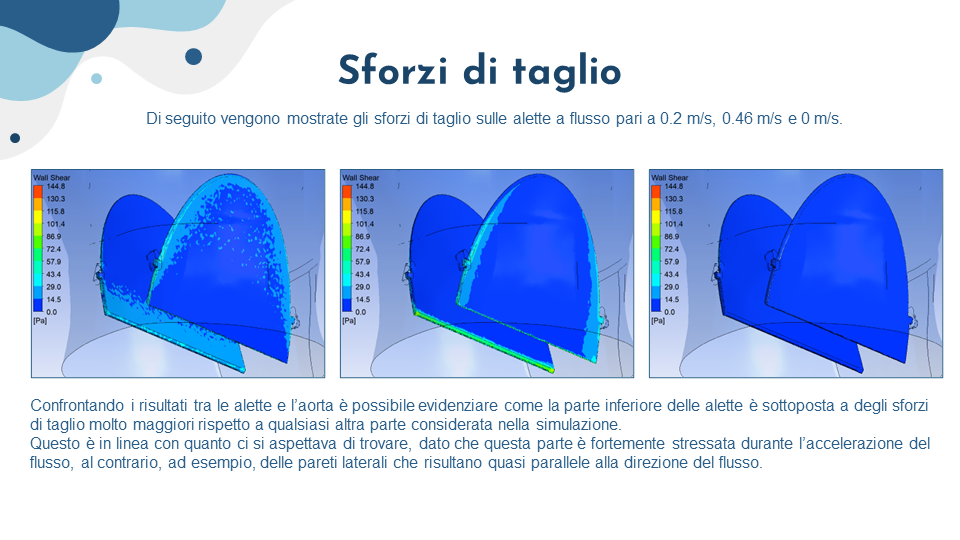 Sforzi di taglio
Di seguito vengono mostrate gli sforzi di taglio sulle alette a flusso pari a 0.2 m/s, 0.46 m/s e 0 m/s.
Wall Shear
144.8
130.3
115.8
101.4
86.9
72.4
57.9
43.4
29.0
14.5
0.0
[Pa]
Wall Shear
144.8
130.3
115.8
101.4
86.9
72.4
57.9
43.4
29.0
14.5
0.0
[Pa]
Wall Shear
144.8
130.3
115.8
101.4
86.9
72.4
57.9
43.4
29.0
14.5
0.0
[Pa]
Confrontando i risultati tra le alette e l’aorta è possibile evidenziare come la parte inferiore delle alette è sottoposta a degli sforzi
di taglio molto maggiori rispetto a qualsiasi altra parte considerata nella simulazione.
Questo è in linea con quanto ci si aspettava di trovare, dato che questa parte è fortemente stressata durante l’accelerazione del
flusso, al contrario, ad esempio, delle pareti laterali che risultano quasi parallele alla direzione del flusso.